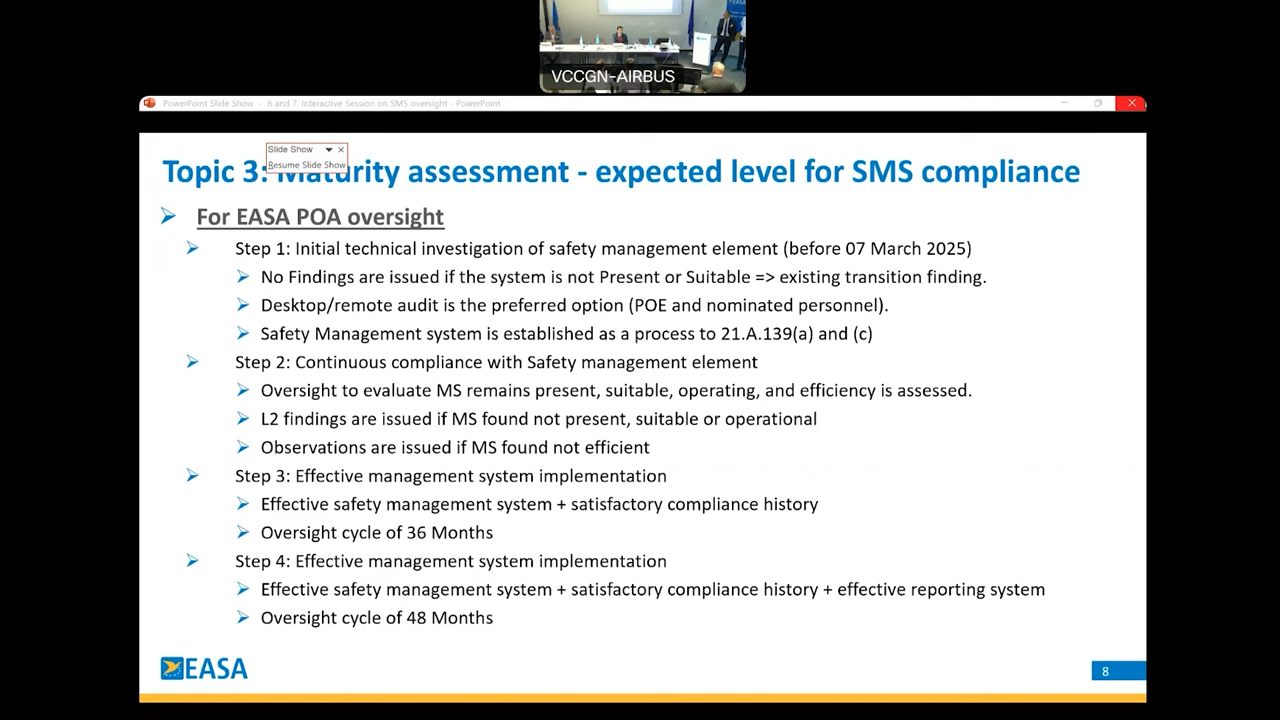 VCCGN-AIRBUS
PowerPoint Slide Show - 6 and 7. Interactive Session on SMS oversight - PowerPoint
Slide Show
Resume Slide Show
Topic 3: Maturity assessment - expected level for SMS compliance
For EASA POA oversight
Step 1: Initial technical investigation of safety management element (before 07 March 2025)
No Findings are issued if the system is not Present or Suitable => existing transition finding.
Desktop/remote audit is the preferred option (POE and nominated personnel).
Safety Management system is established as a process to 21.A.139(a) and (c)
Step 2: Continuous compliance with Safety management element
Oversight to evaluate MS remains present, suitable, operating, and efficiency is assessed.
L2 findings are issued if MS found not present, suitable or operational
Observations are issued if MS found not efficient
Step 3: Effective management system implementation
Effective safety management system + satisfactory compliance history
Oversight cycle of 36 Months
Step 4: Effective management system implementation
Effective safety management system + satisfactory compliance history + effective reporting system
Oversight cycle of 48 Months
EASA
8